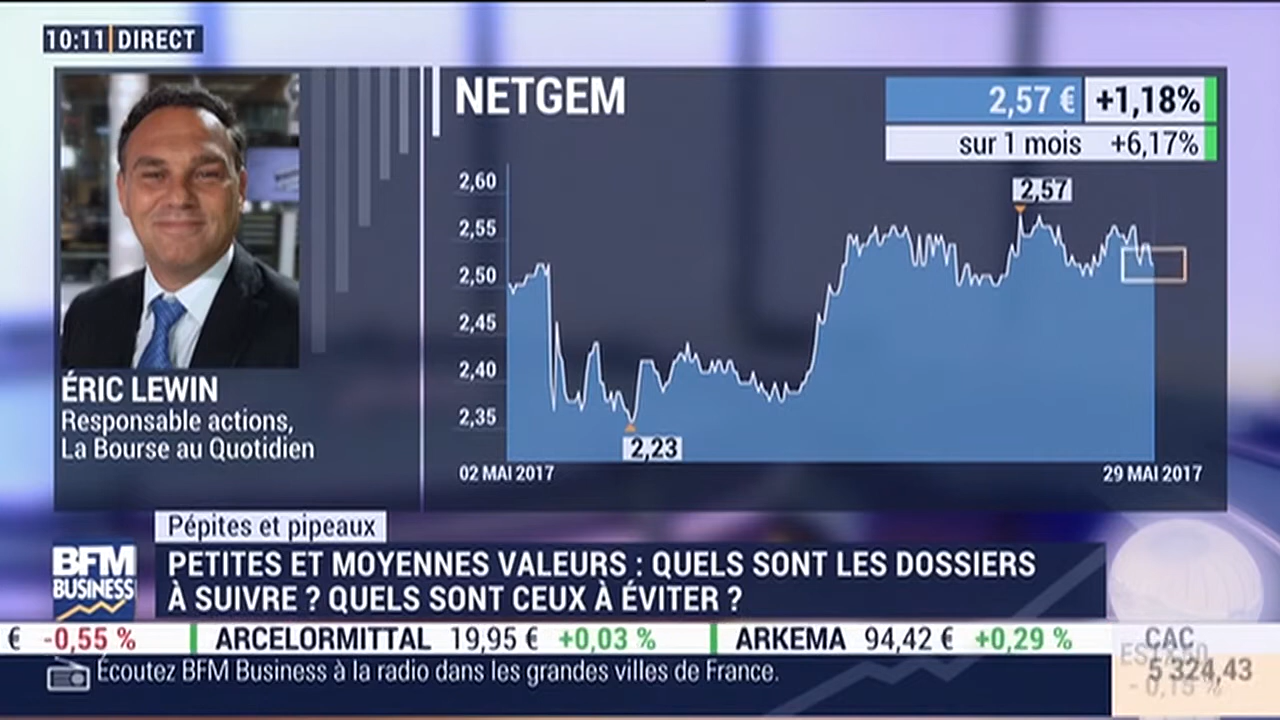 10:11 DIRECT
NETGEM
2,57 € +1,18%
sur 1 mois +6,17%
2,60
2,55
2,50
2,45
2,40
2,35
2,57
2,23
02 MAI 2017
29 MAI 2017
ÉRIC LEWIN
Responsable actions,
La Bourse au Quotidien
Pépites et pipeaux
BFM
BUSINESS
PETITES ET MOYENNES VALEURS : QUELS SONT LES DOSSIERS
À SUIVRE ? QUELS SONT CEUX À ÉVITER ?
€ -0,55 % ARCELORMITTAL 19,95 € +0,03 % ARKEMA 94,42 € +0,29 %
CAC
5 324,43
- 0,15 %
Écoutez BFM Business à la radio dans les grandes villes de France.